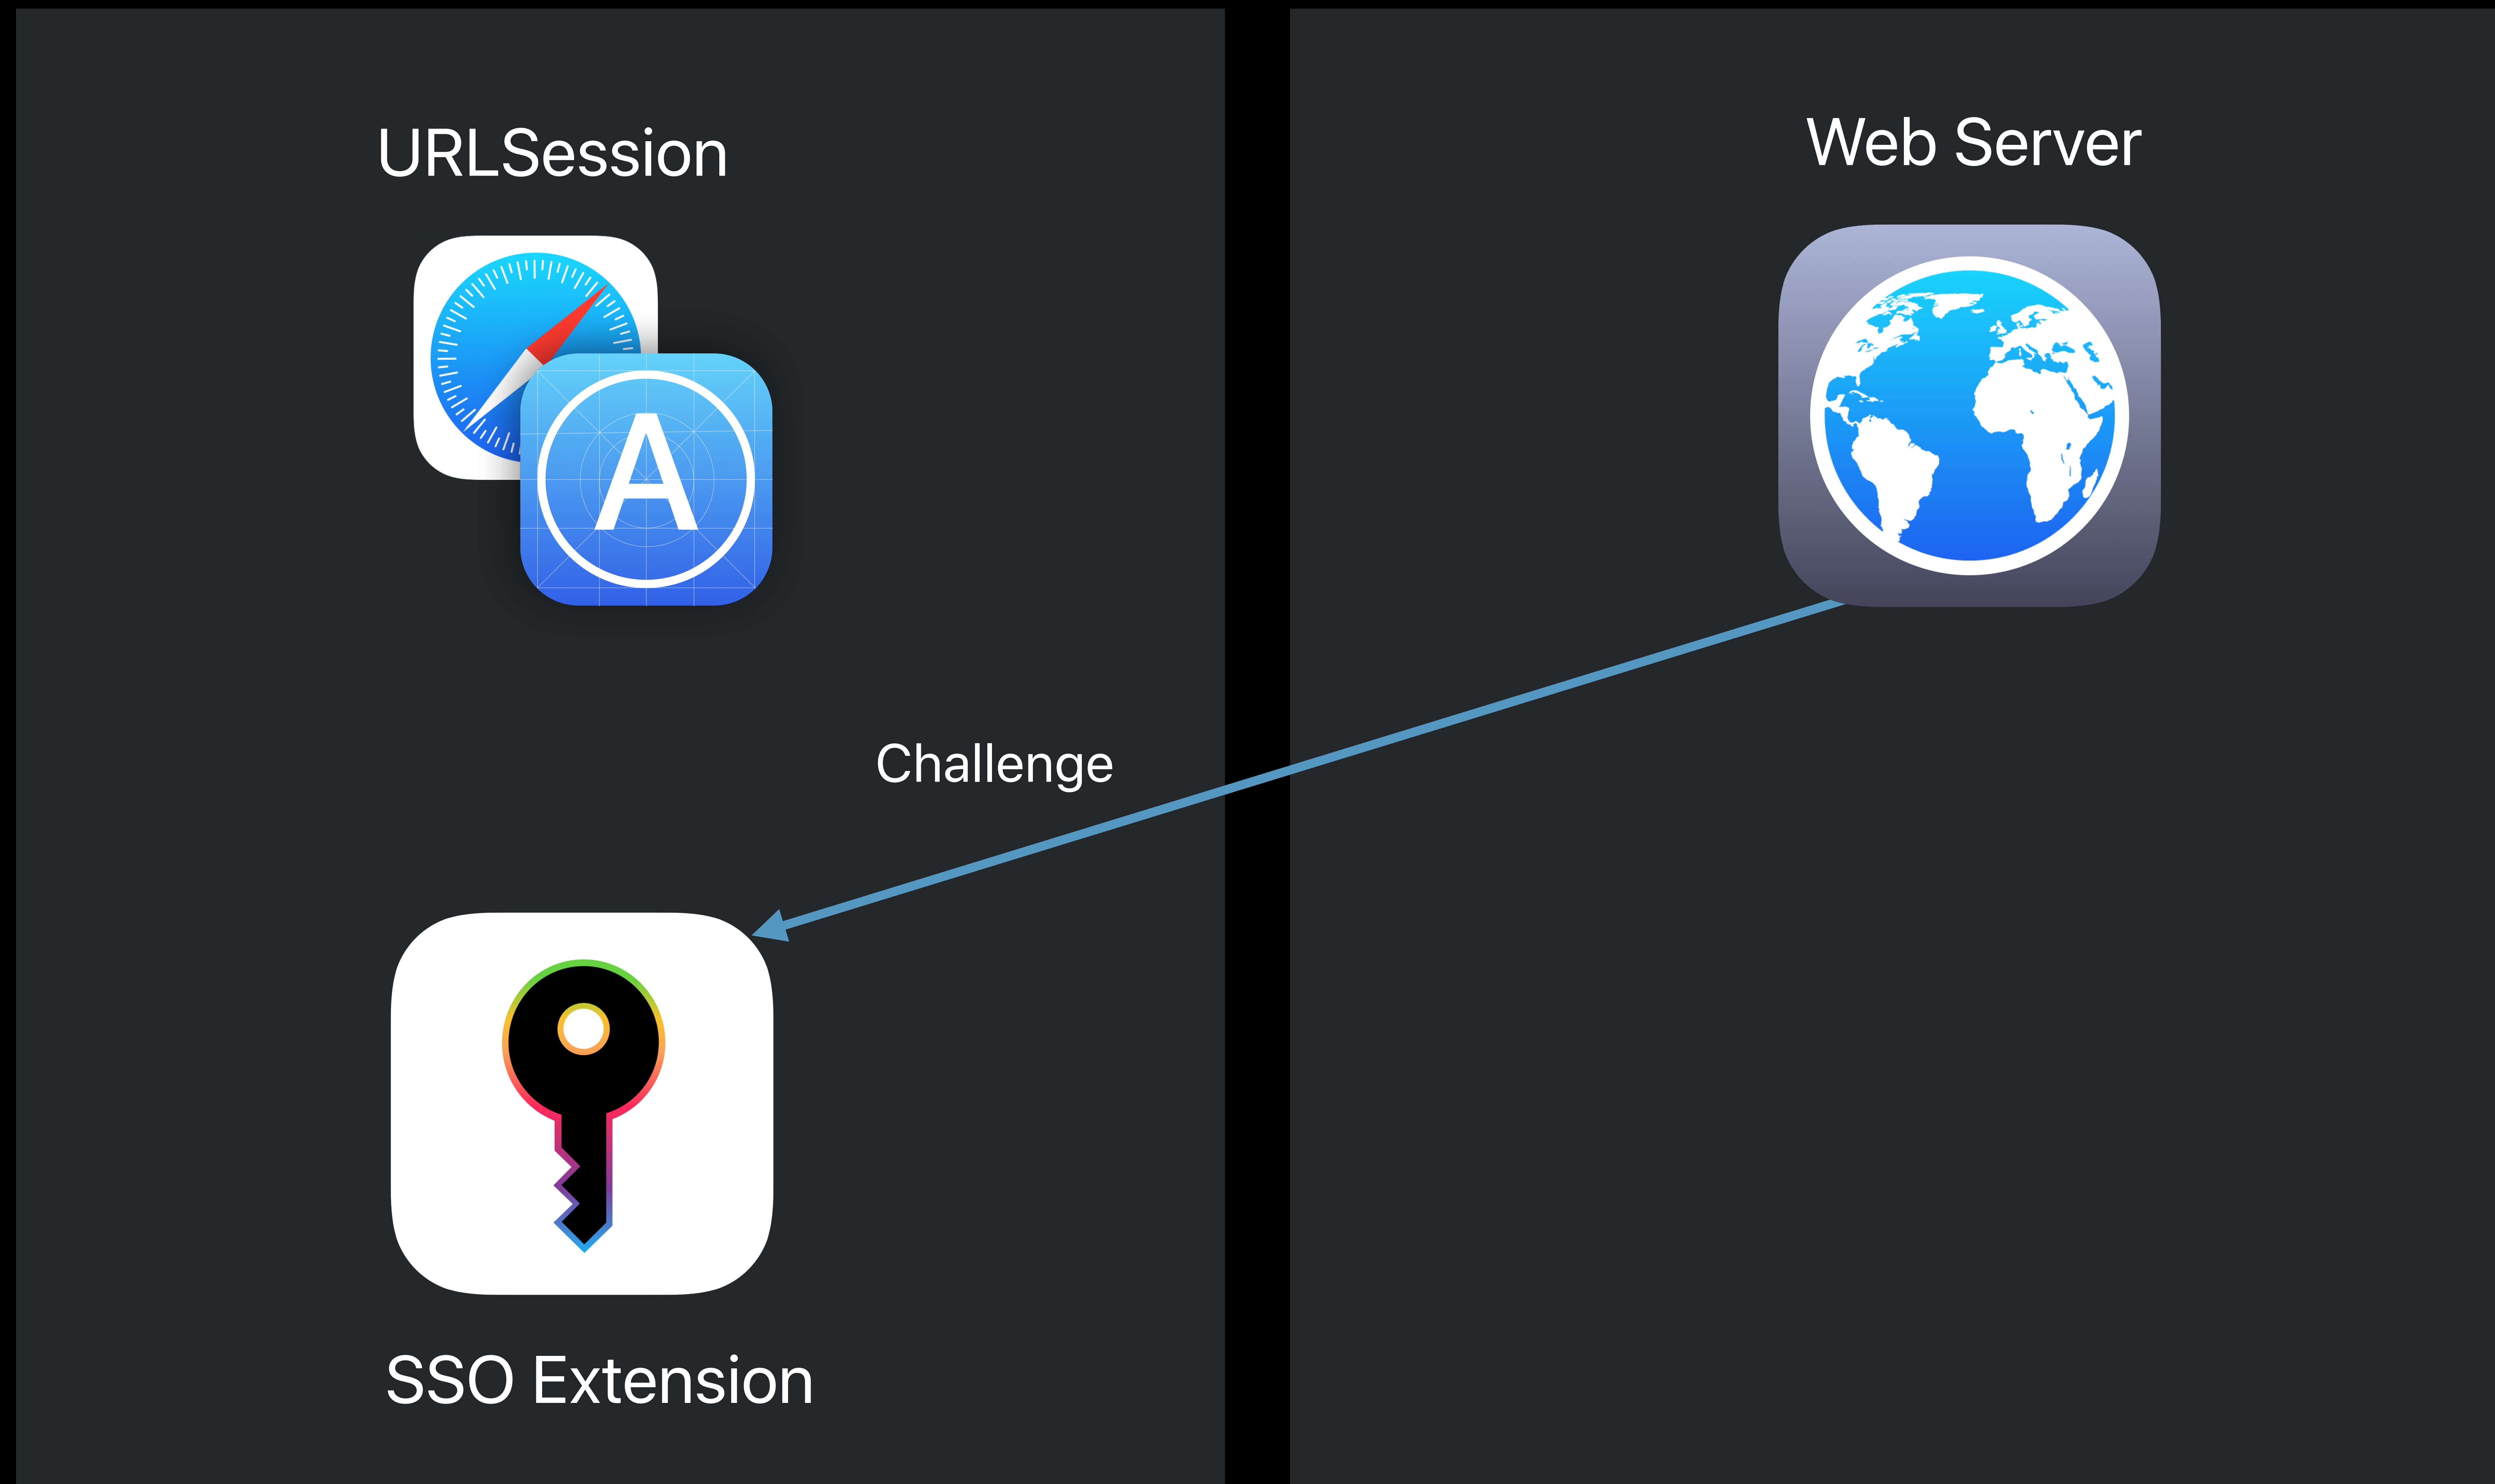 URLSession
Web Server
A
Challenge
SSO Extension